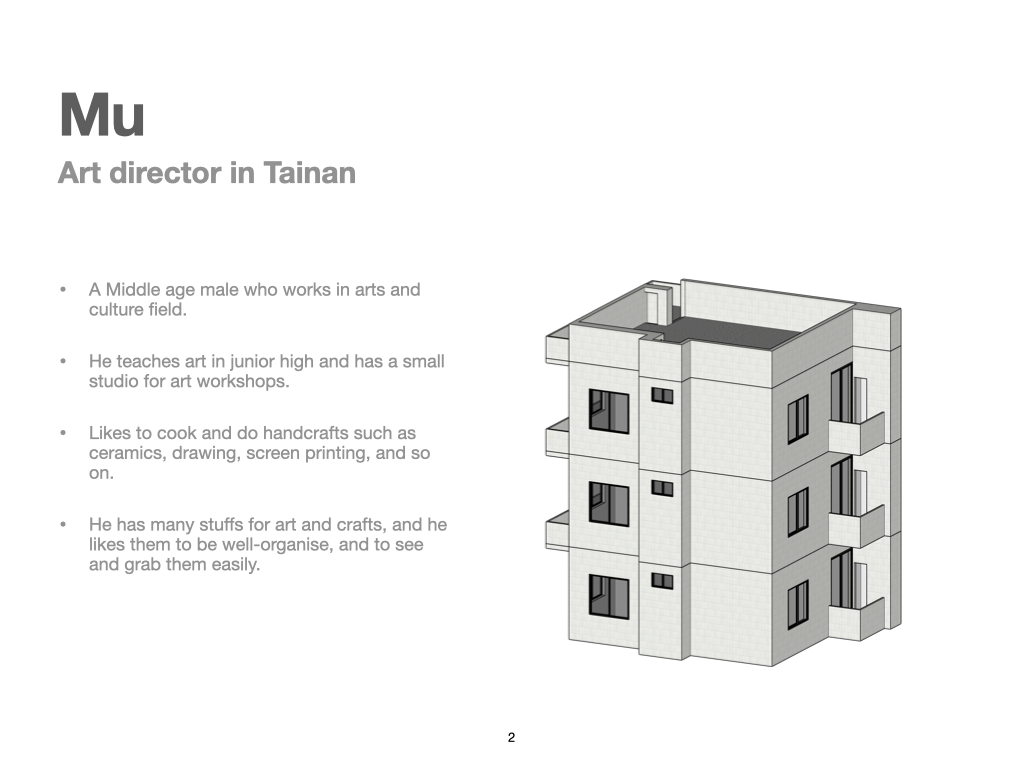 Mu
Art director in Tainan
• A Middle age male who works in arts and
culture field.
• He teaches art in junior high and has a small
studio for art workshops.
• Likes to cook and do handcrafts such as
ceramics, drawing, screen printing, and so
on.
• He has many stuffs for art and crafts, and he
likes them to be well-organise, and to see
and grab them easily.
2